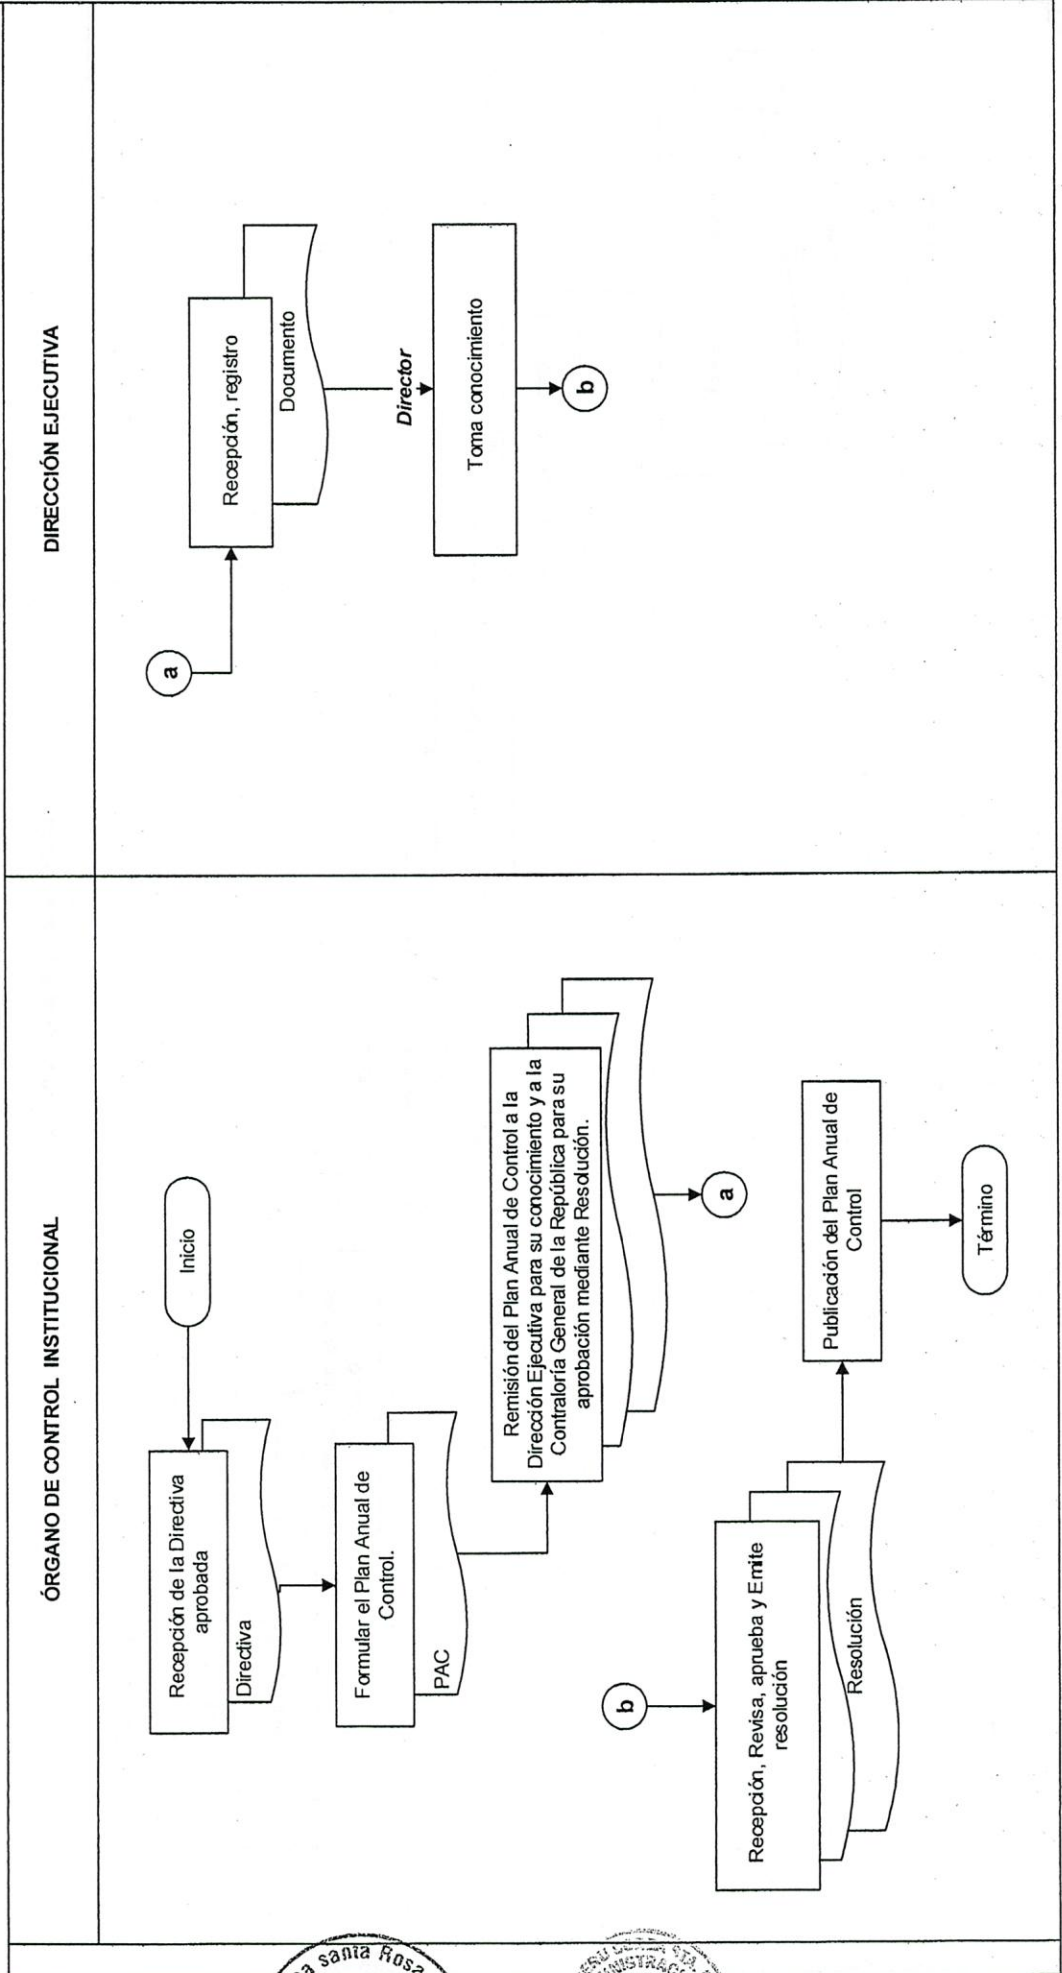 ÓRGANO DE CONTROL INSTITUCIONAL
Inicio
Recepción de la Directiva
aprobada
Directiva
Formular el Plan Anual de
Control.
PAC
Remisión del Plan Anual de Control a la
Dirección Ejecutiva para su conocimiento y a la
Contraloría General de la República para su
aprobación mediante Resolución.
a
b
Recepción, Revisa, aprueba y Emite
resolución
Resolución
Publicación del Plan Anual de
Control
Término
DIRECCIÓN EJECUTIVA
a
Recepción, registro
Documento
Director
Toma conocimiento
b
santa Rosa